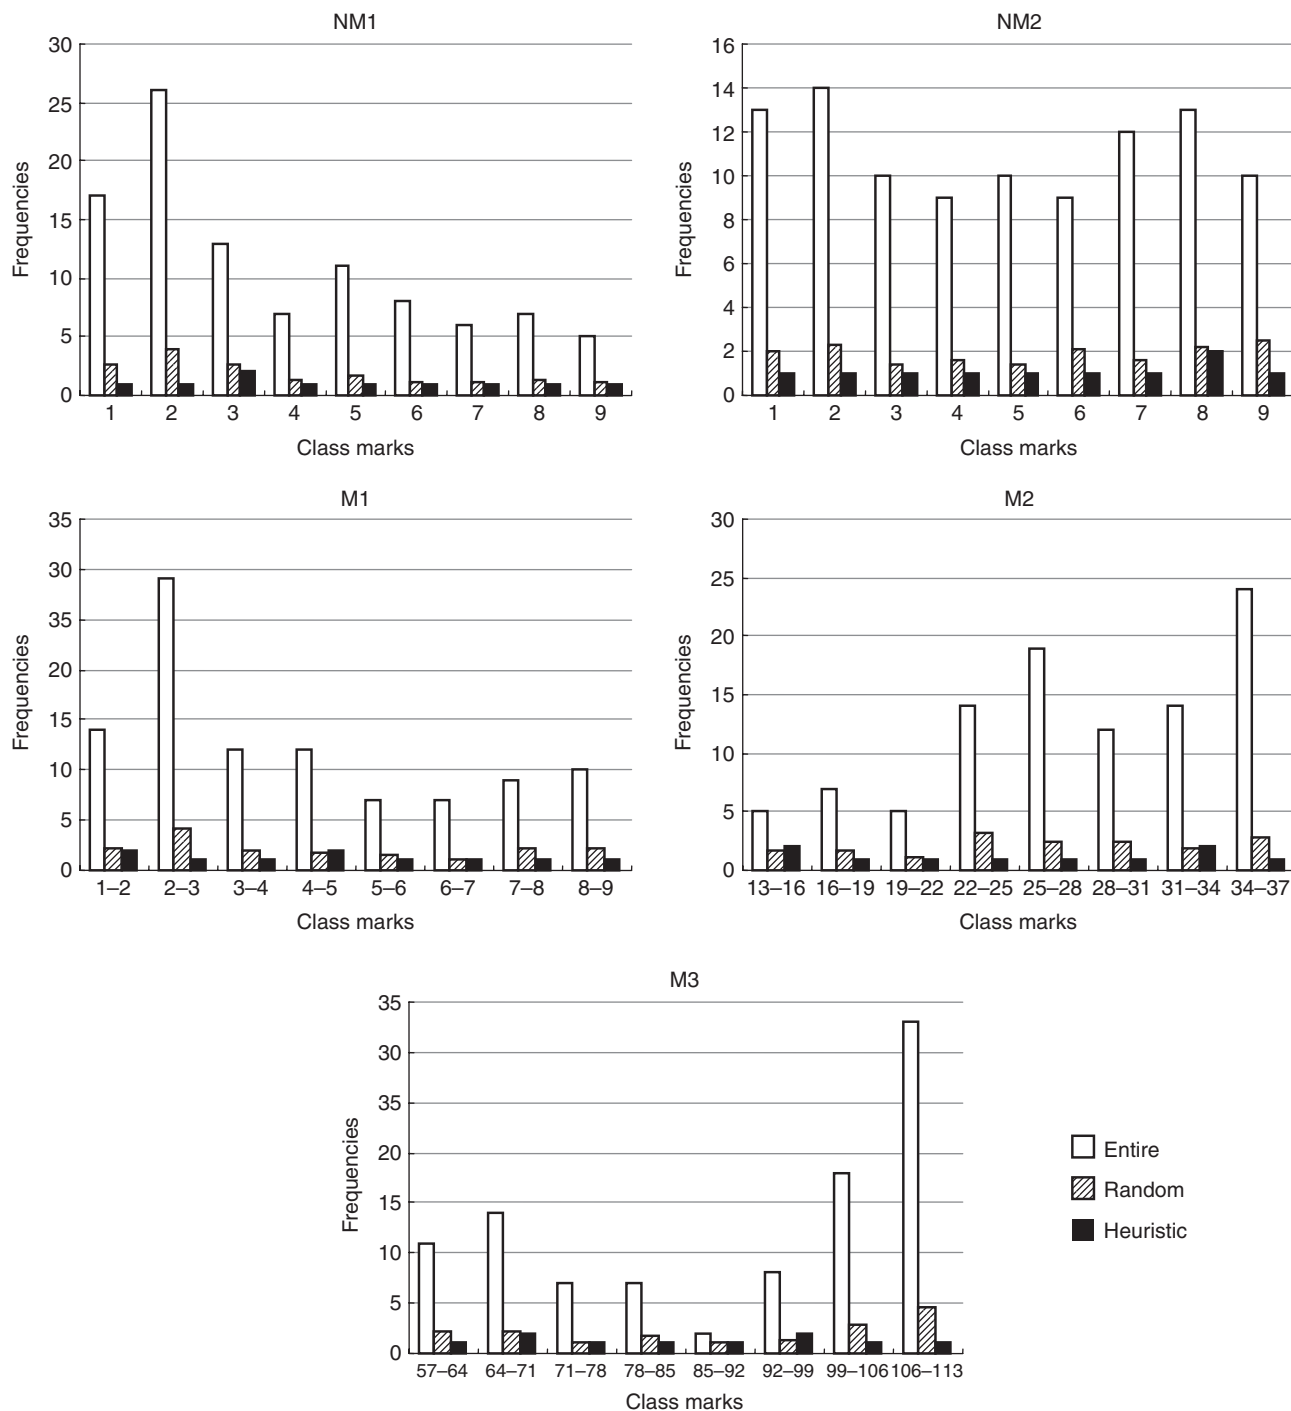 NM1
30
25
20
15
10
5
0
Frequencies
1 2 3 4 5 6 7 8 9
Class marks
NM2
16
14
12
10
8
6
4
2
0
Frequencies
1 2 3 4 5 6 7 8 9
Class marks
M1
35
30
35
20
15
10
5
0
Frequencies
1–2 2–3 3–4 4–5 5–6 6–7 7–8 8–9
Class marks
M2
30
25
20
15
10
5
0
Frequencies
13–16 16–19 19–22 22–25 25–28 28–31 31–34 34–37
Class marks
M3
35
30
35
20
15
10
5
0
Frequencies
57–64 64–71 71–78 78–85 85–92 92–99 99–106 106–113
Class marks
Entire
Random
Heuristic